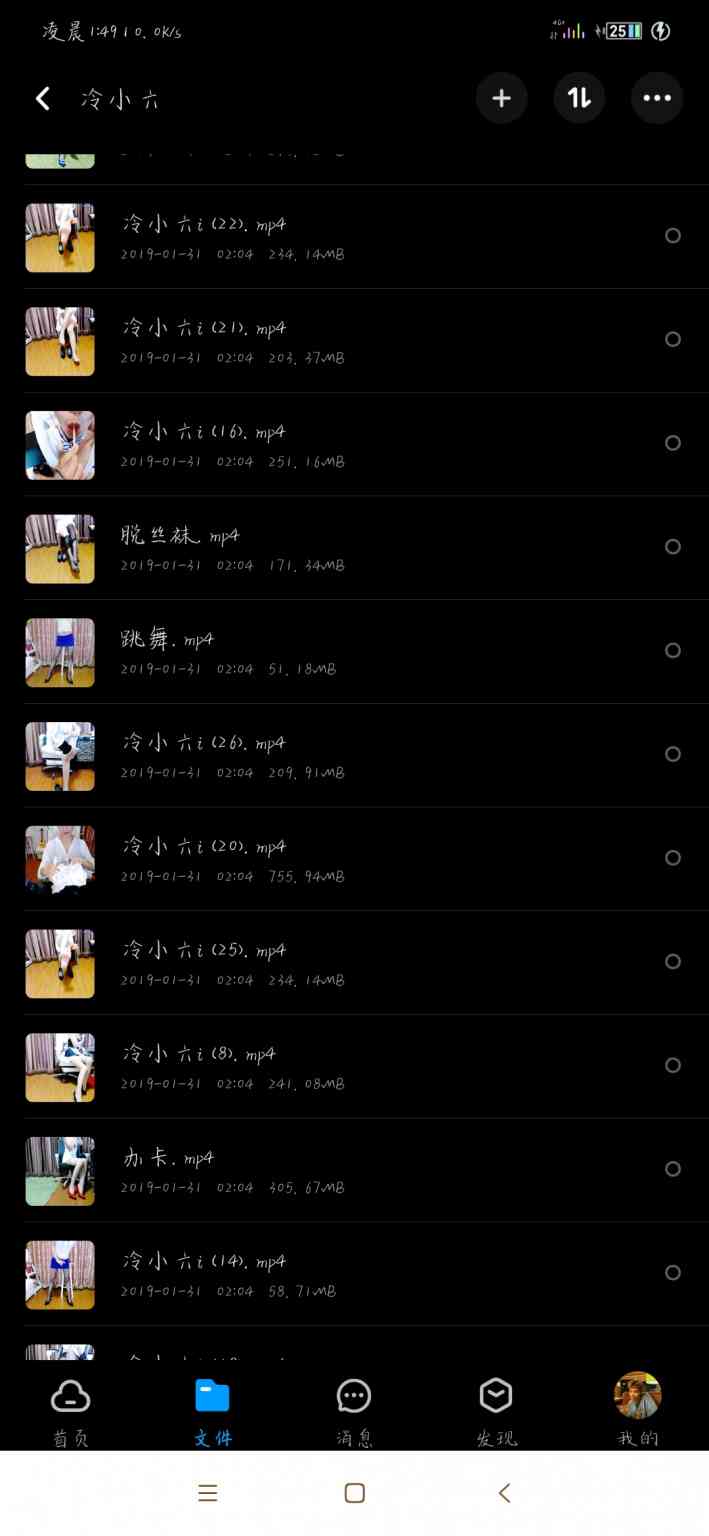 凌晨1:49 | 0.0K/s
4G+
25
冷小六
冷小六i(22).mp4
2019-01-31 02:04 234.14MB
冷小六i(21).mp4
2019-01-31 02:04 203.37MB
冷小六i(16).mp4
2019-01-31 02:04 251.16MB
脱丝袜.mp4
2019-01-31 02:04 171.34MB
跳舞.mp4
2019-01-31 02:04 51.18MB
冷小六i(26).mp4
2019-01-31 02:04 209.91MB
冷小六i(20).mp4
2019-01-31 02:04 755.94MB
冷小六i(25).mp4
2019-01-31 02:04 234.14MB
冷小六i(8).mp4
2019-01-31 02:04 241.08MB
办卡.mp4
2019-01-31 02:04 305.67MB
冷小六i(14).mp4
2019-01-31 02:04 58.71MB
首页
文件
消息
发现
我的